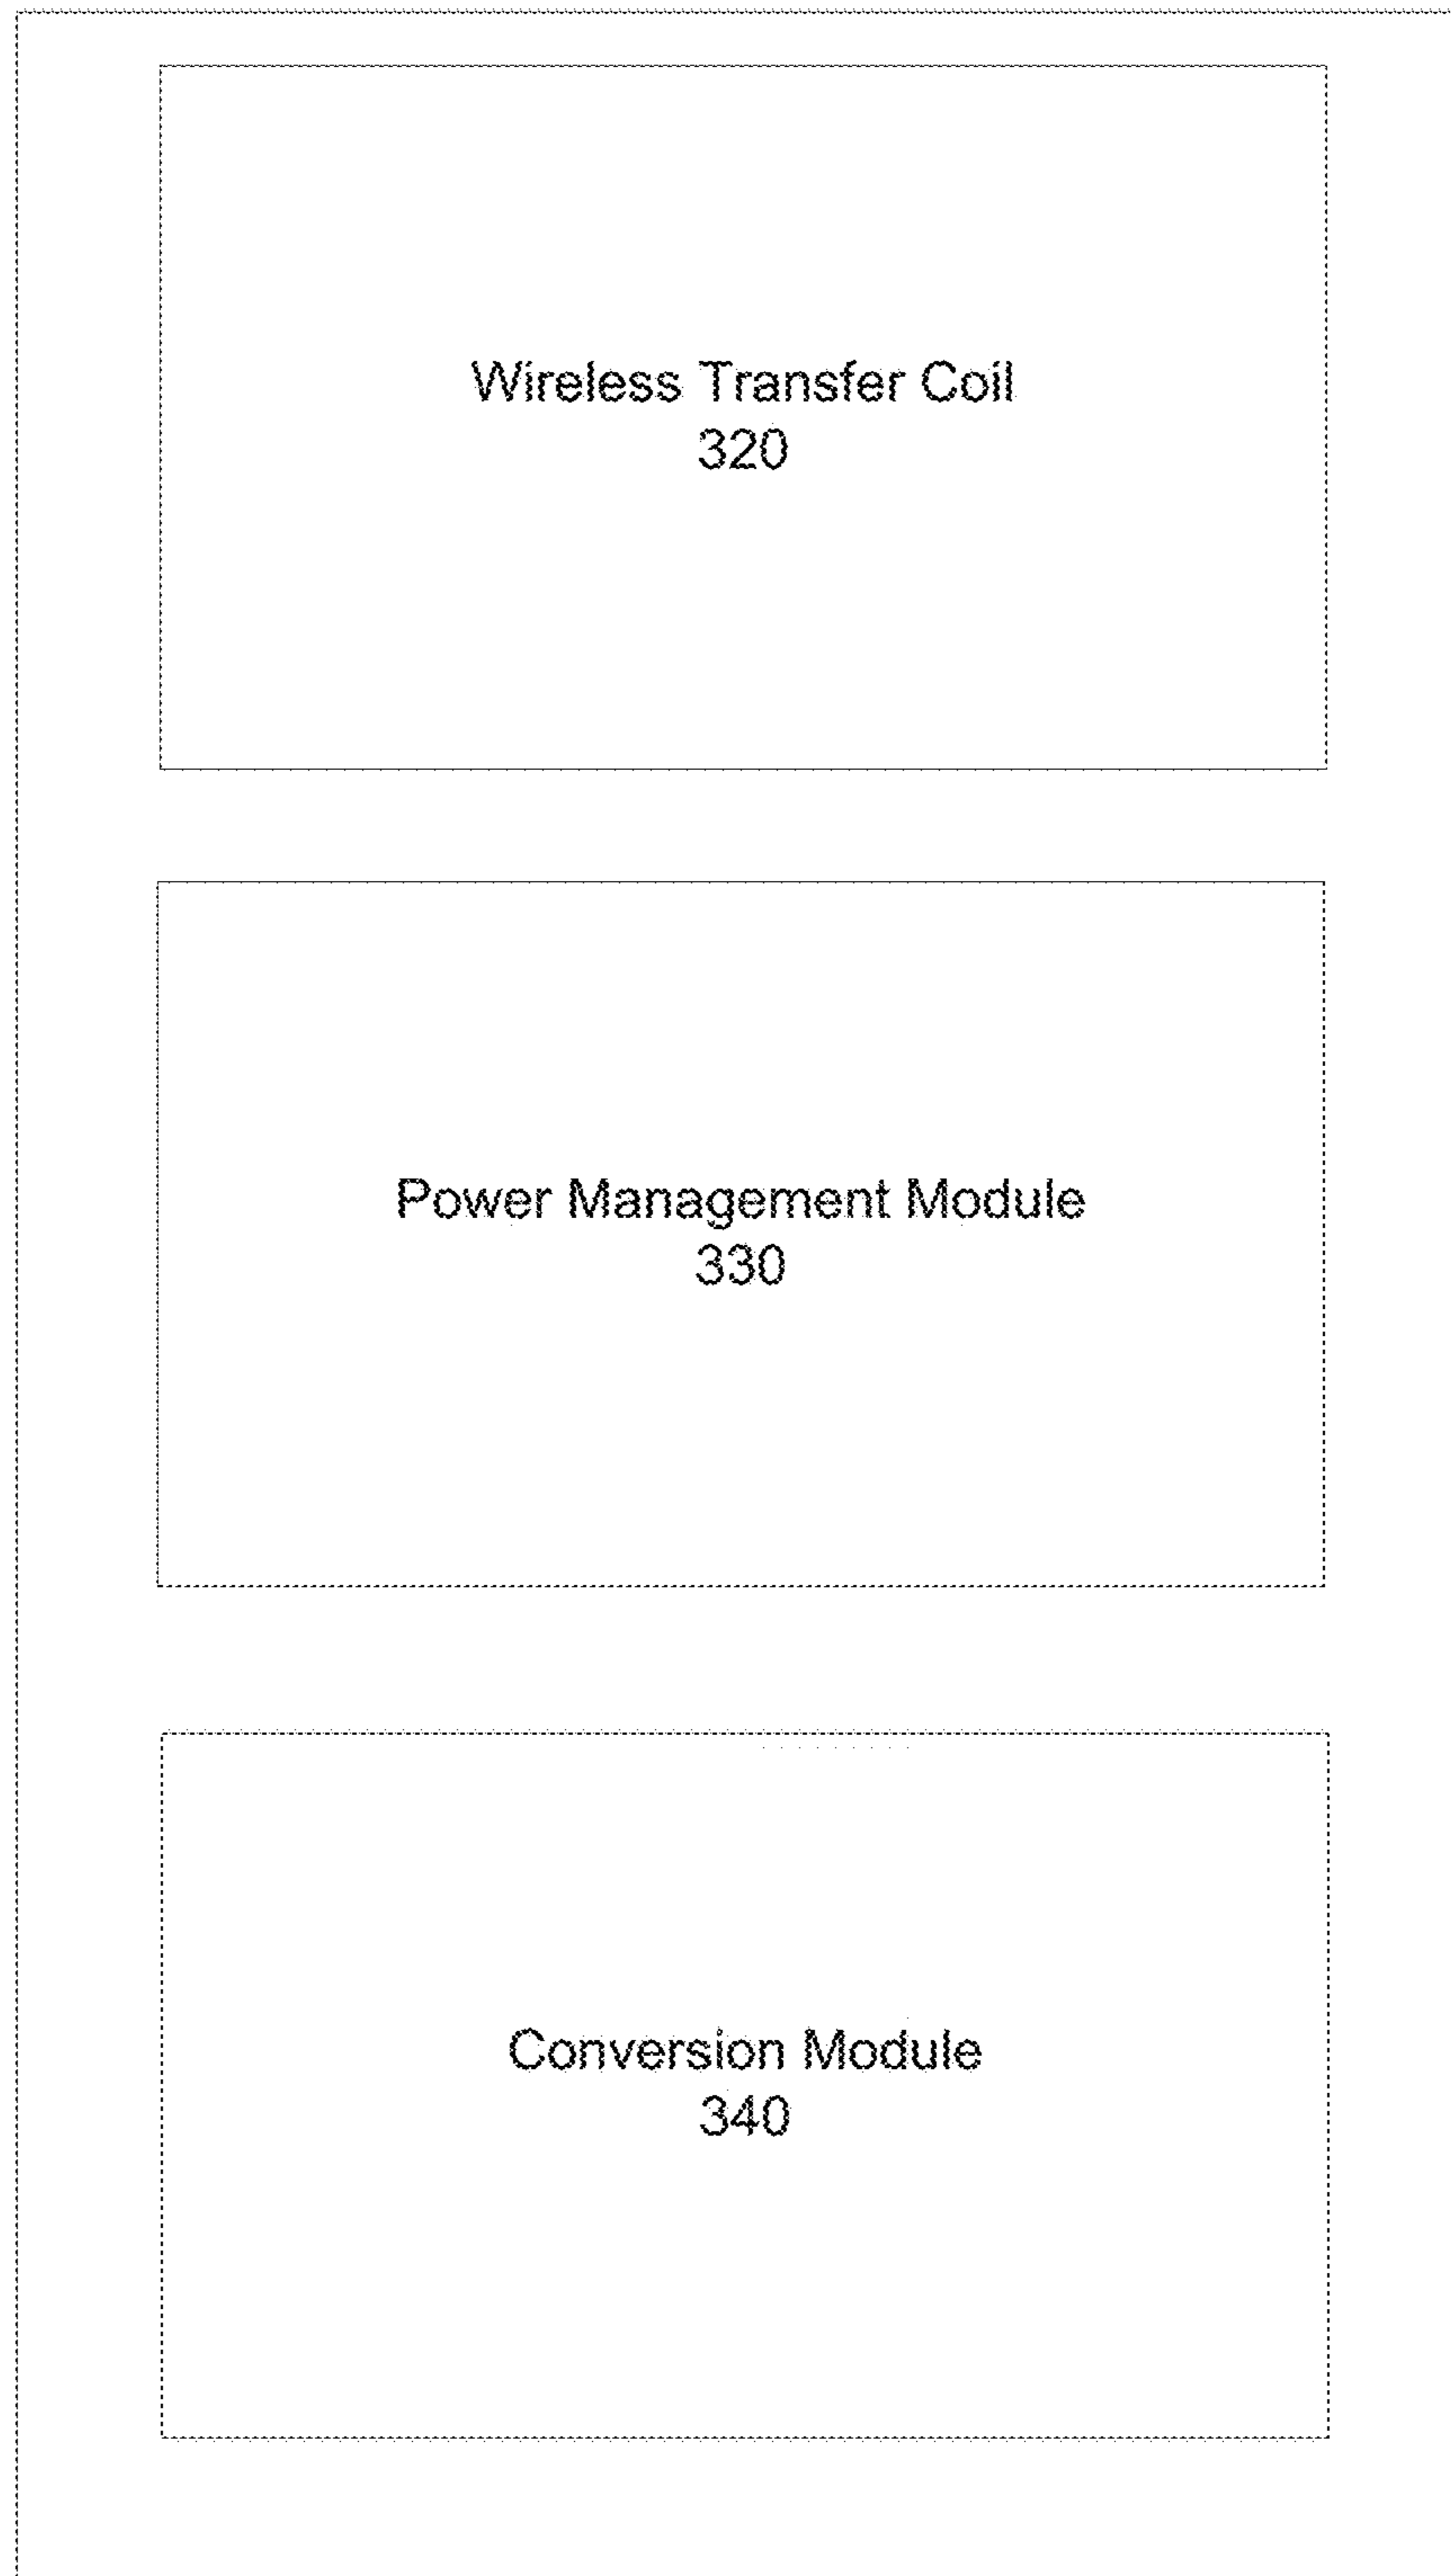 Wireless Transfer Coil
320
Power Management Module
330
Conversion Module
340